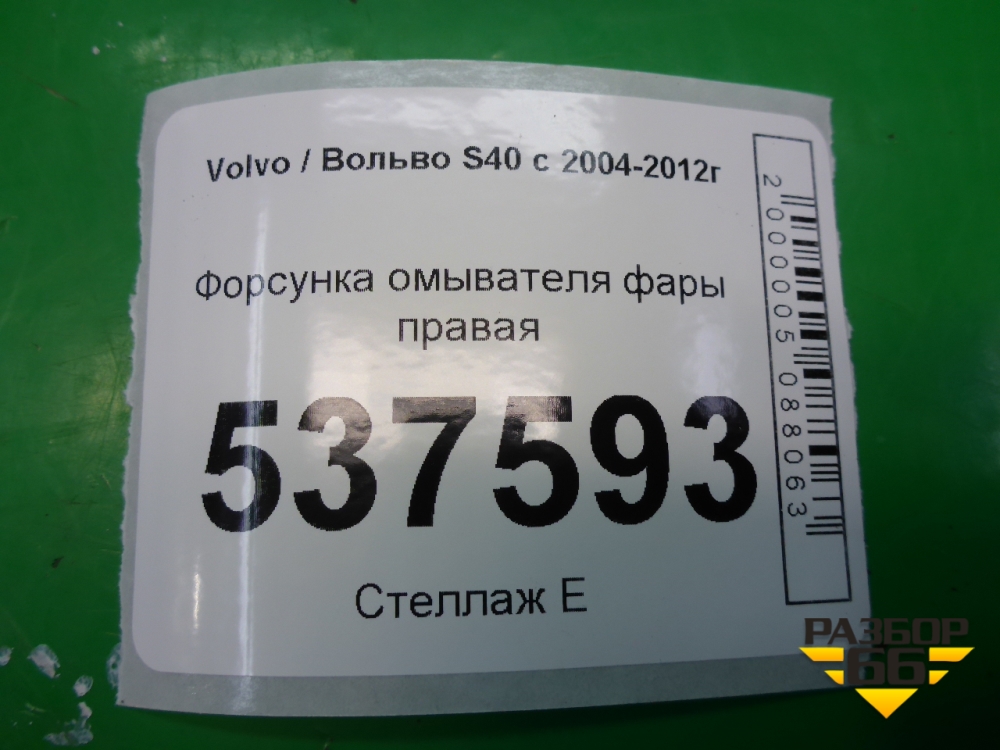 Volvo / Вольво S40 с 2004-2012г
Форсунка омывателя фары
правая
537593
Стеллаж Е
2000005088063
РАЗБОР
66